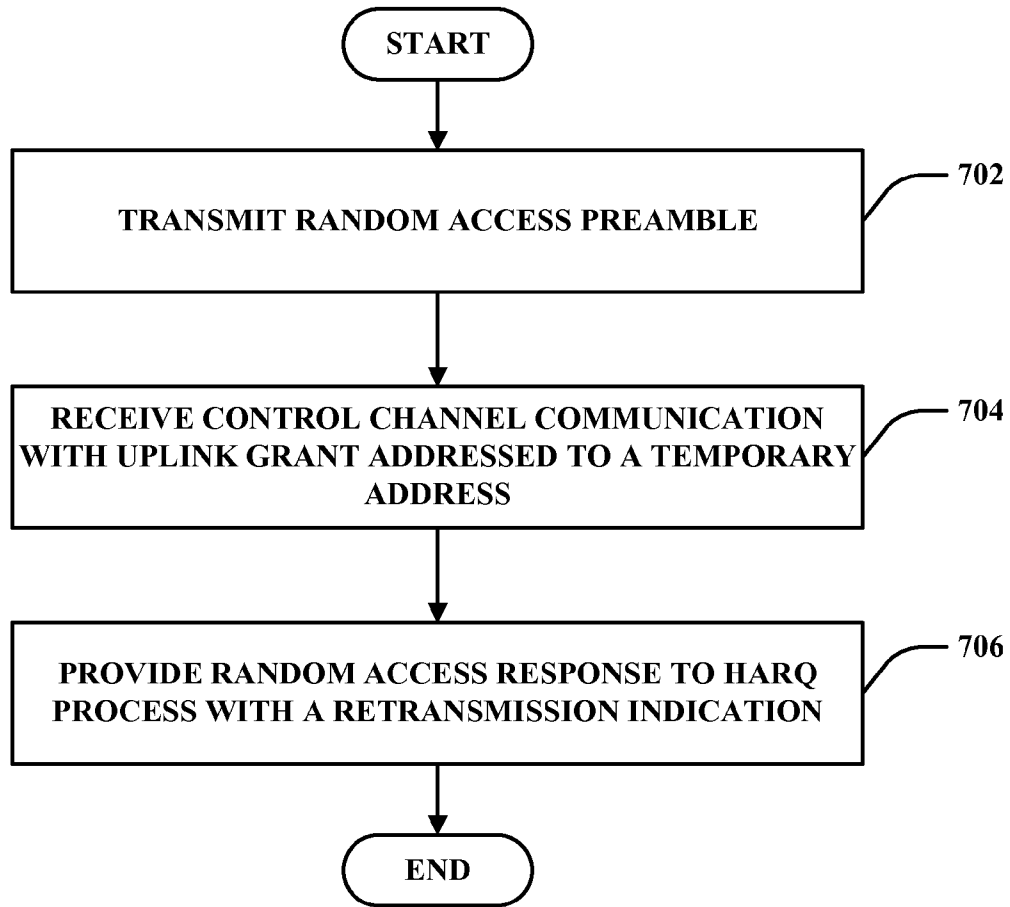 START
TRANSMIT RANDOM ACCESS PREAMBLE
702
RECEIVE CONTROL CHANNEL COMMUNICATION
WITH UPLINK GRANT ADDRESSED TO A TEMPORARY
ADDRESS
704
PROVIDE RANDOM ACCESS RESPONSE TO HARQ
PROCESS WITH A RETRANSMISSION INDICATION
706
END